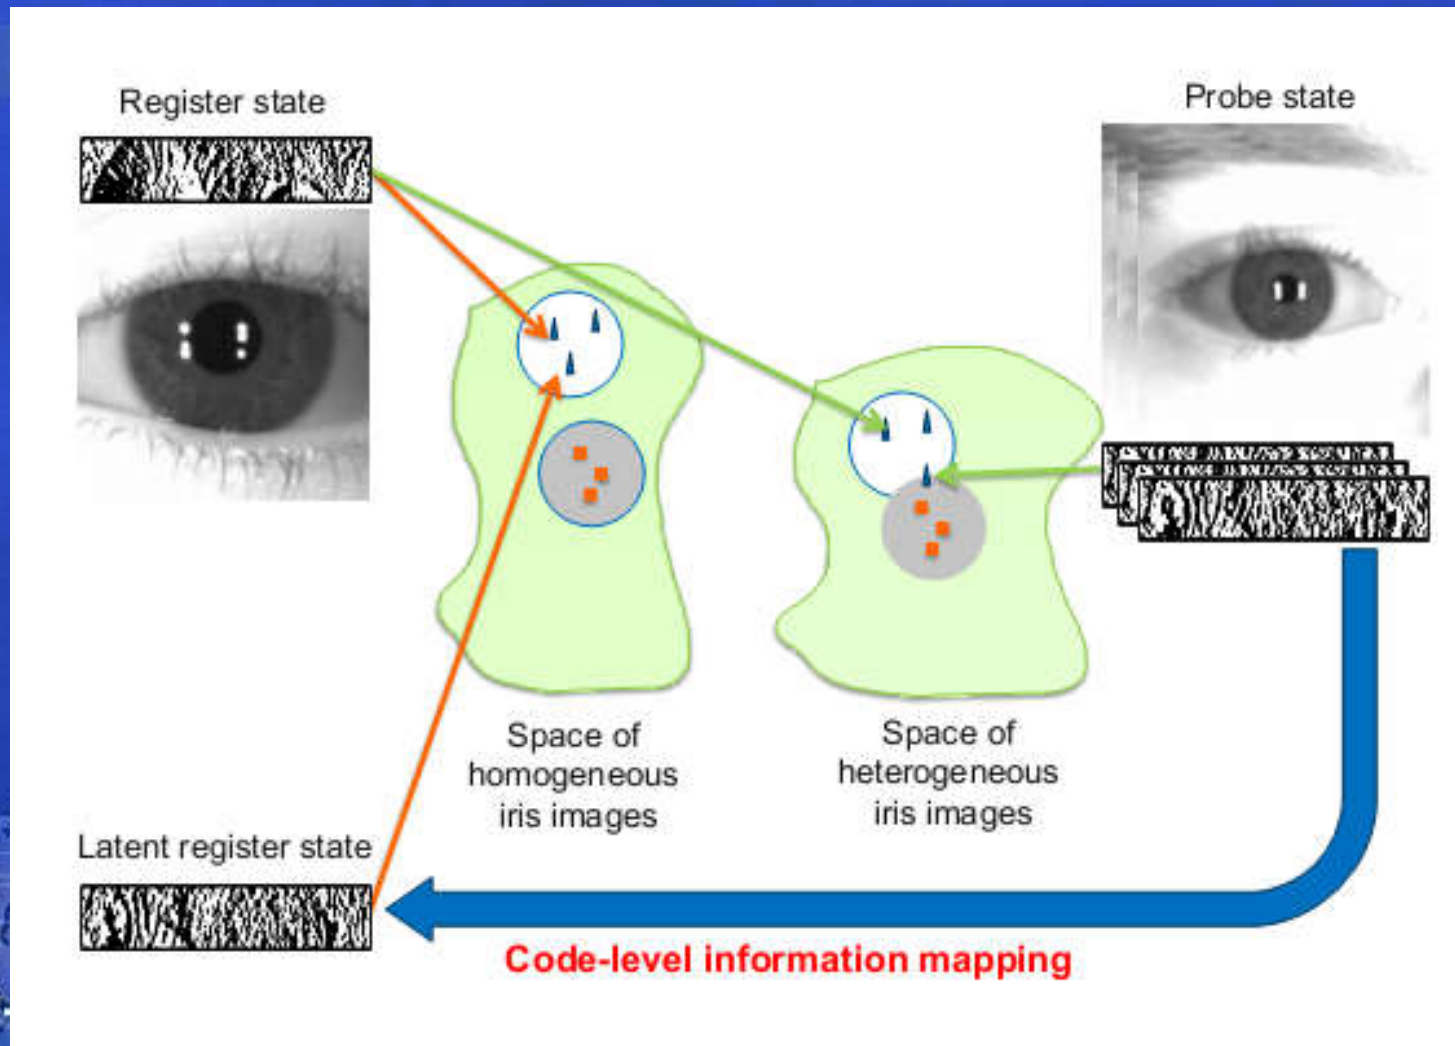 Register state
Probe state
Space of
homogeneous
iris images
Space of
heterogeneous
iris images
Latent register state
Code-level information mapping